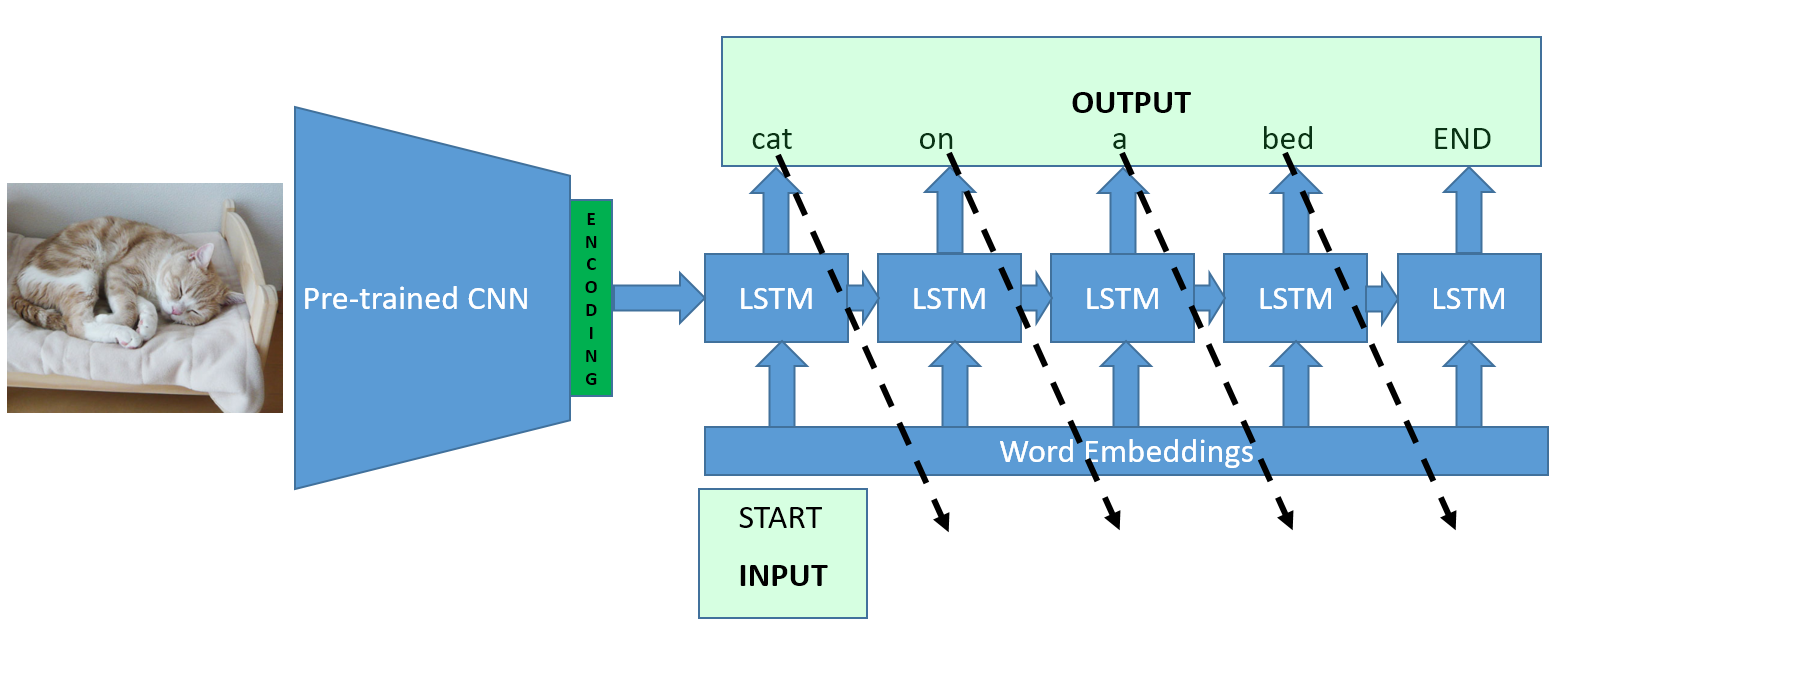 OUTPUT
cat on a bed END
Pre-trained CNN
ENCODING
LSTM LSTM LSTM LSTM LSTM
Word Embeddings
START
INPUT